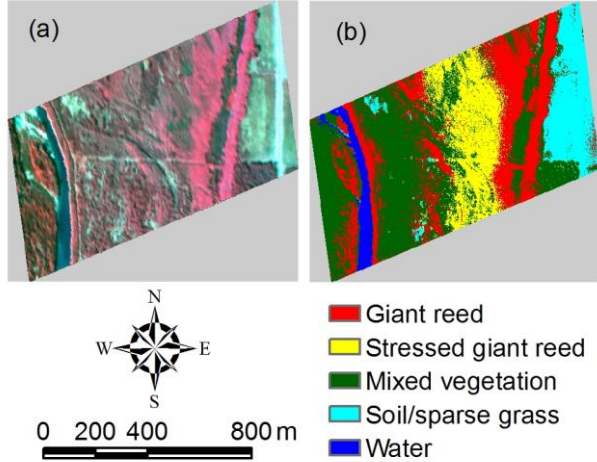 (a)
(b)
N
W E
S
0 200 400 800 m
Giant reed
Stressed giant reed
Mixed vegetation
Soil/sparse grass
Water